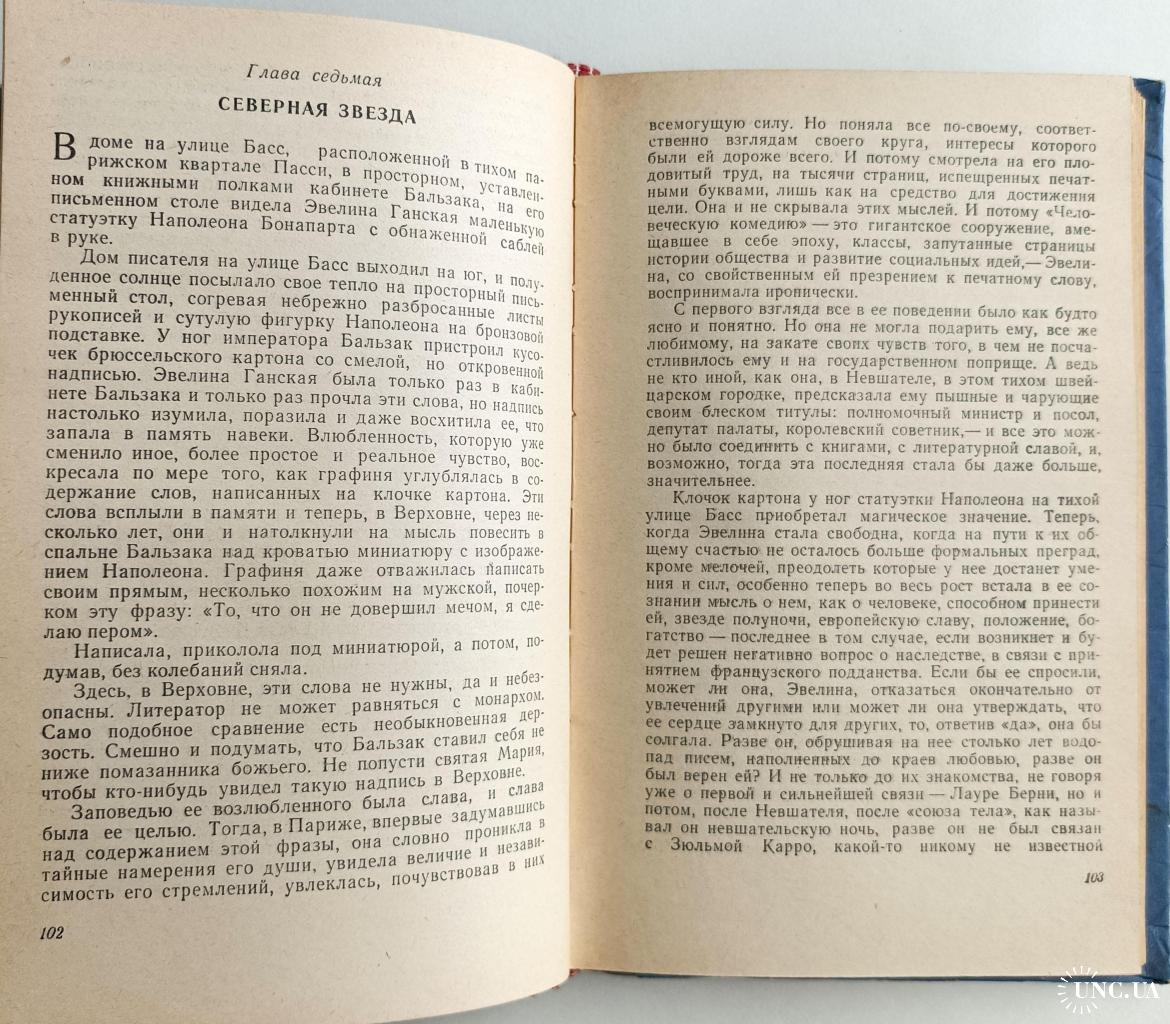 Глава седьмая
СЕВЕРНАЯ ЗВЕЗДА
В доме на улице Басс, расположенной в тихом па-
рижском квартале Пасси, в просторном, уставлен-
ном книжными полками кабинете Бальзака, на его
письменном столе видела Эвелина Ганская маленькую
статуэтку Наполеона Бонапарта с обнаженной саблей
в руке.
Дом писателя на улице Басс выходил на юг, и полу-
денное солнце посылало свое тепло на просторный пись-
менный стол, согревая небрежно разбросанные листы
рукописей и сутулую фигурку Наполеона на бронзовой
подставке. У ног императора Бальзак пристроил кусо-
чек брюссельского картона со смелой, но откровенной
надписью. Эвелина Ганская была только раз в каби-
нете Бальзака и только раз прочла эти слова, но надпись
настолько изумила, поразила и даже восхитила ее, что
запала в память навеки. Влюбленность, которую уже
сменило иное, более простое и реальное чувство, вос-
кресала по мере того, как графиня углублялась в со-
держание слов, написанных на клочке картона. Эти
слова всплыли в памяти и теперь, в Верховне, через не-
сколько лет, они и натолкнули на мысль повесить в
спальне Бальзака над кроватью миниатюру с изображе-
нием Наполеона. Графиня даже отважилась написать
своим прямым, несколько похожим на мужской, почер-
ком эту фразу: «То, что он не довершил мечом, я сде-
лаю пером».
Написала, приколола под миниатюрой, а потом, по-
думав, без колебаний сняла.
Здесь, в Верховне, эти слова не нужны, да и небез-
опасны. Литератор не может равняться с монархом.
Само подобное сравнение есть необыкновенная дер-
зость. Смешно и подумать, что Бальзак ставил себя не
ниже помазанника божьего. Не попусти святая Мария,
чтобы кто-нибудь увидел такую надпись в Верховне.
Заповедью ее возлюбленного была слава, и слава
была ее целью. Тогда, в Париже, впервые задумавшись
над содержанием этой фразы, она словно проникла в
тайные намерения его души, увидела величие и незави-
симость его стремлений, увлеклась, почувствовав в них
102
всемогущую силу. Но поняла все по-своему, соответ-
ственно взглядам своего круга, интересы которого
были ей дороже всего. И потому смотрела на его пло-
довитый труд, на тысячи страниц, испещренных печат-
ными буквами, лишь как на средство для достижения
цели. Она и не скрывала этих мыслей. И потому «Чело-
веческую комедию» — это гигантское сооружение, вме-
щавшее в себе эпоху, классы, запутанные страницы
истории общества и развитие социальных идей,— Эвели-
на, со свойственным ей презрением к печатному слову,
воспринимала иронически.
С первого взгляда все в ее поведении было как будто
ясно и понятно. Но она не могла подарить ему, все же
любимому, на закате своих чувств того, в чем не посча-
стливилось ему и на государственном поприще. А ведь
не кто иной, как она, в Невшателе, в этом тихом швей-
царском городке, предсказала ему пышные и чарующие
своим блеском титулы: полномочный министр и посол,
депутат палаты, королевский советник,— и все это мож-
но было соединить с книгами, с литературной славой, и,
возможно, тогда эта последняя стала бы даже больше,
значительнее.
Клочок картона у ног статуэтки Наполеона на тихой
улице Басс приобретал магическое значение. Теперь,
когда Эвелина стала свободна, когда на пути к их об-
щему счастью не осталось больше формальных преград,
кроме мелочей, преодолеть которые у нее достанет уме-
ния и сил, особенно теперь во весь рост встала в ее со-
знании мысль о нем, как о человеке, способном принести
ей, звезде полуночи, европейскую славу, положение, бо-
гатство — последнее в том случае, если возникнет и бу-
дет решен негативно вопрос о наследстве, в связи с при-
нятием французского подданства. Если бы ее спросили,
может ли она, Эвелина, отказаться окончательно от
увлечений другими или может ли она утверждать, что
ее сердце замкнуто для других, то, ответив «да», она бы
солгала. Разве он, обрушивая на нее столько лет водо-
пад писем, наполненных до краев любовью, разве он
был верен ей? И не только до их знакомства, не говоря
уже о первой и сильнейшей связи — Лауре Берни, но и
потом, после Невшателя, после «союза тела», как назы-
вал он невшательскую ночь, разве он не был связан
с Зюльмой Карро, какой-то никому не известной
103
UNC.UA